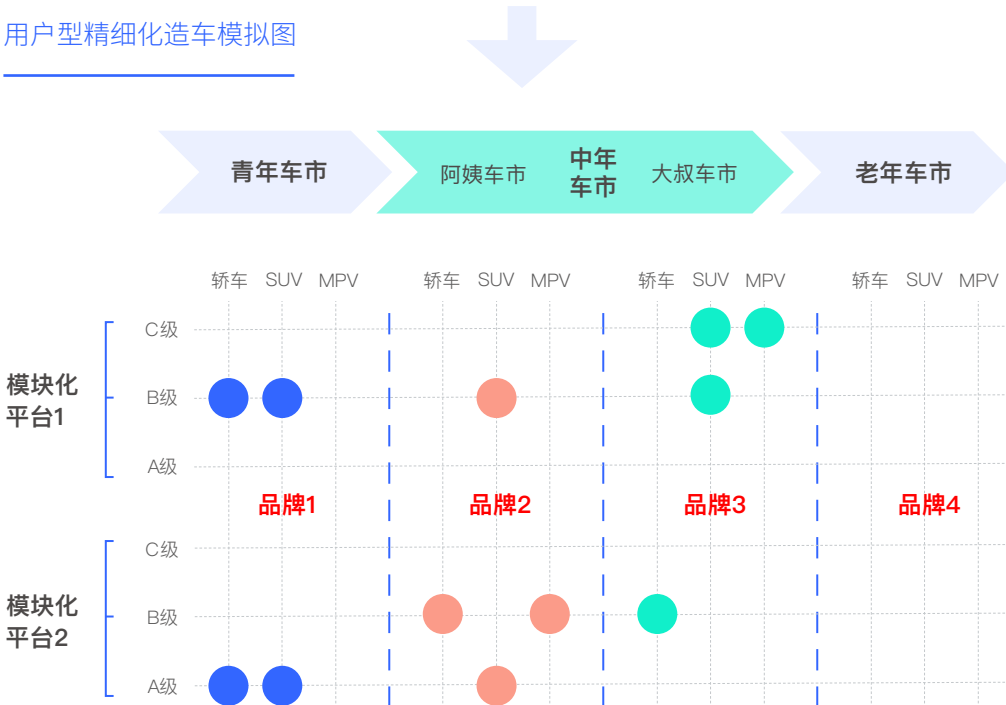 用户型精细化造车模拟图
青年车市
阿姨车市
中年
车市
大叔车市
老年车市
轿车 SUV MPV
轿车 SUV MPV
轿车 SUV MPV
轿车 SUV MPV
模块化
平台1
C级
B级
A级
品牌1
品牌2
品牌3
品牌4
模块化
平台2
C级
B级
A级